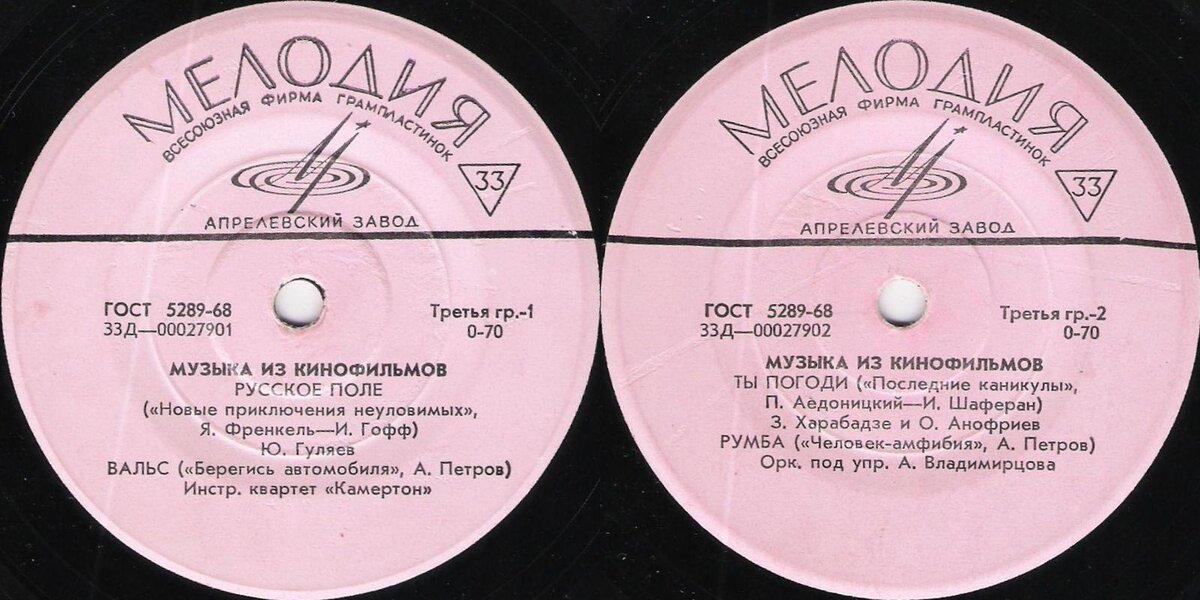 МЕЛОДИЯ
ВСЕСОЮЗНАЯ ФИРМА ГРАМПЛАСТИНОК
33
АПРЕЛЕВСКИЙ ЗАВОД
ГОСТ 5289-68
33Д—00027901
Третья гр.-1
0-70
МУЗЫКА ИЗ КИНОФИЛЬМОВ
РУССКОЕ ПОЛЕ
(«Новые приключения неуловимых»,
Я. Френкель—И. Гофф)
Ю. Гуляев
ВАЛЬС («Берегись автомобиля», А. Петров)
Инстр. квартет «Камертон»
МЕЛОДИЯ
ВСЕСОЮЗНАЯ ФИРМА ГРАМПЛАСТИНОК
33
АПРЕЛЕВСКИЙ ЗАВОД
ГОСТ 5289-68
33Д—00027902
Третья гр.-2
0-70
МУЗЫКА ИЗ КИНОФИЛЬМОВ
ТЫ ПОГОДИ («Последние каникулы»,
П. Аедоницкий—И. Шаферан)
З. Харабадзе и О. Анофриев
РУМБА («Человек-амфибия», А. Петров)
Орк. под упр. А. Владимирцова